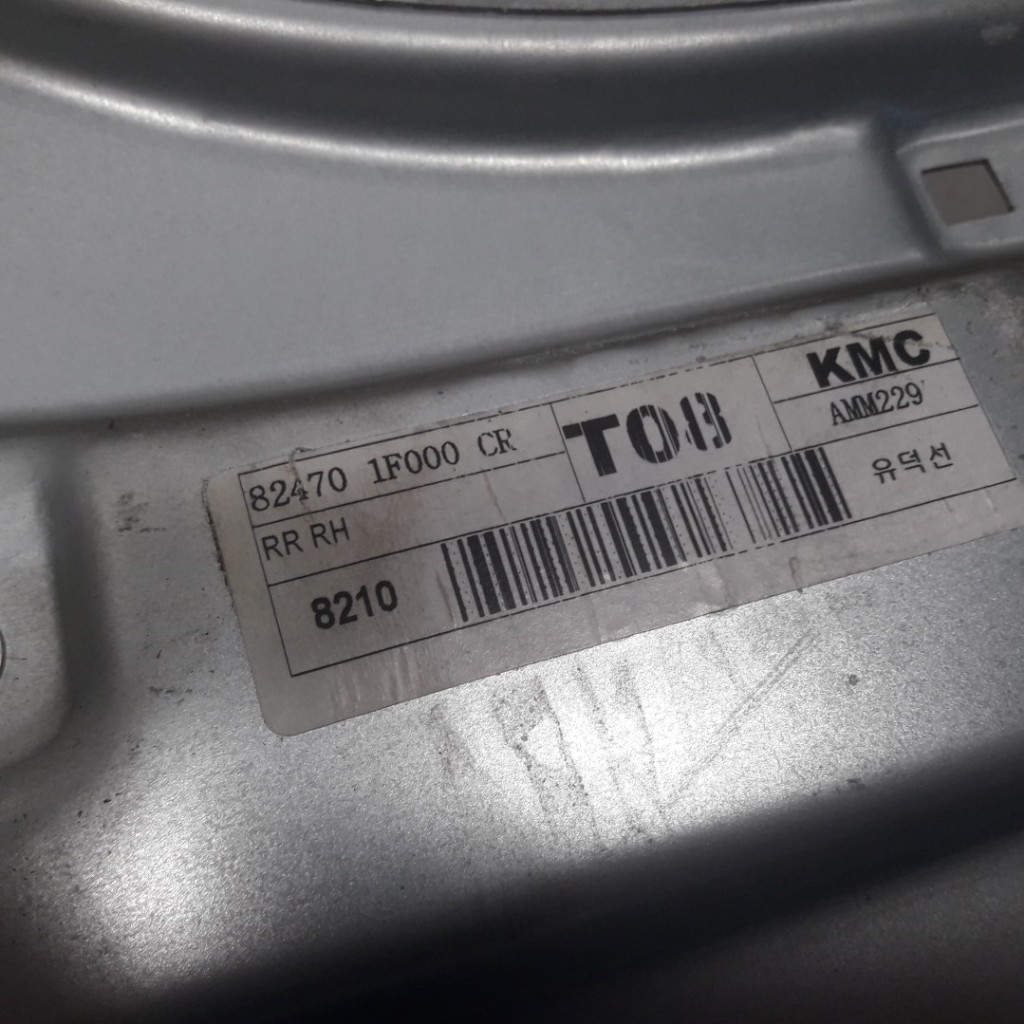 82470 1F000 CR
T08
KMC
AMM229
RR RH
유덕선
8210